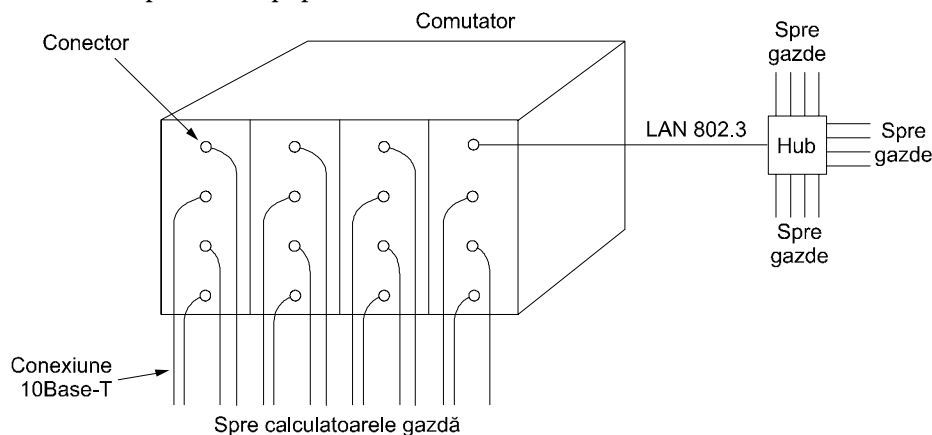 Comutator
Conector
Spre
gazde
LAN 802.3
Hub
Spre
gazde
Spre
gazde
Conexiune
10Base-T
Spre calculatoarele gazdă